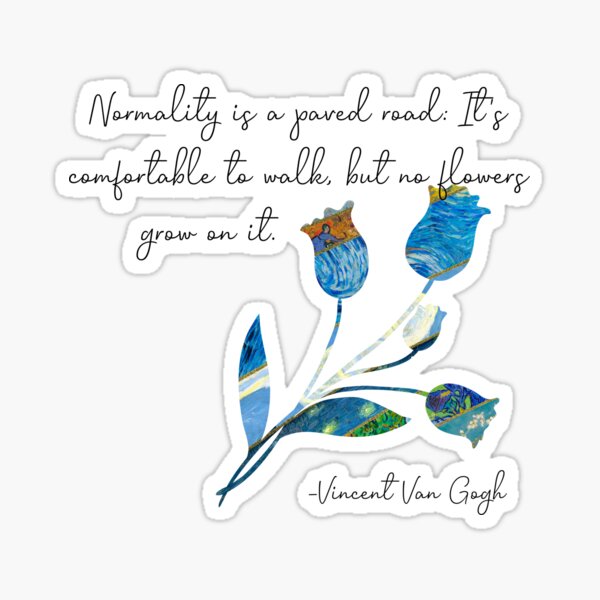 Normality is a paved road: It's
comfortable to walk, but no flowers
grow on it.
-Vincent Van Gogh